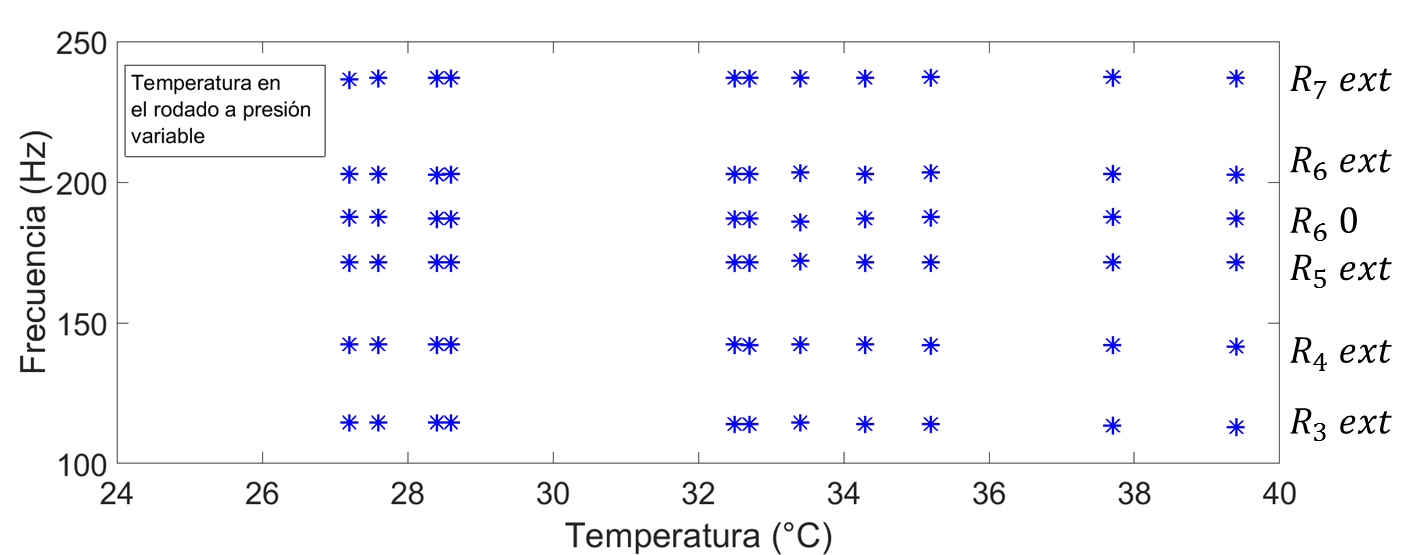 250
Temperatura en
el rodado a presión
variable
200
150
100
Frecuencia (Hz)
24 26 28 30 32 34 36 38 40
Temperatura (°C)
R₇ ext
R₆ ext
R₆ 0
R₅ ext
R₄ ext
R₃ ext